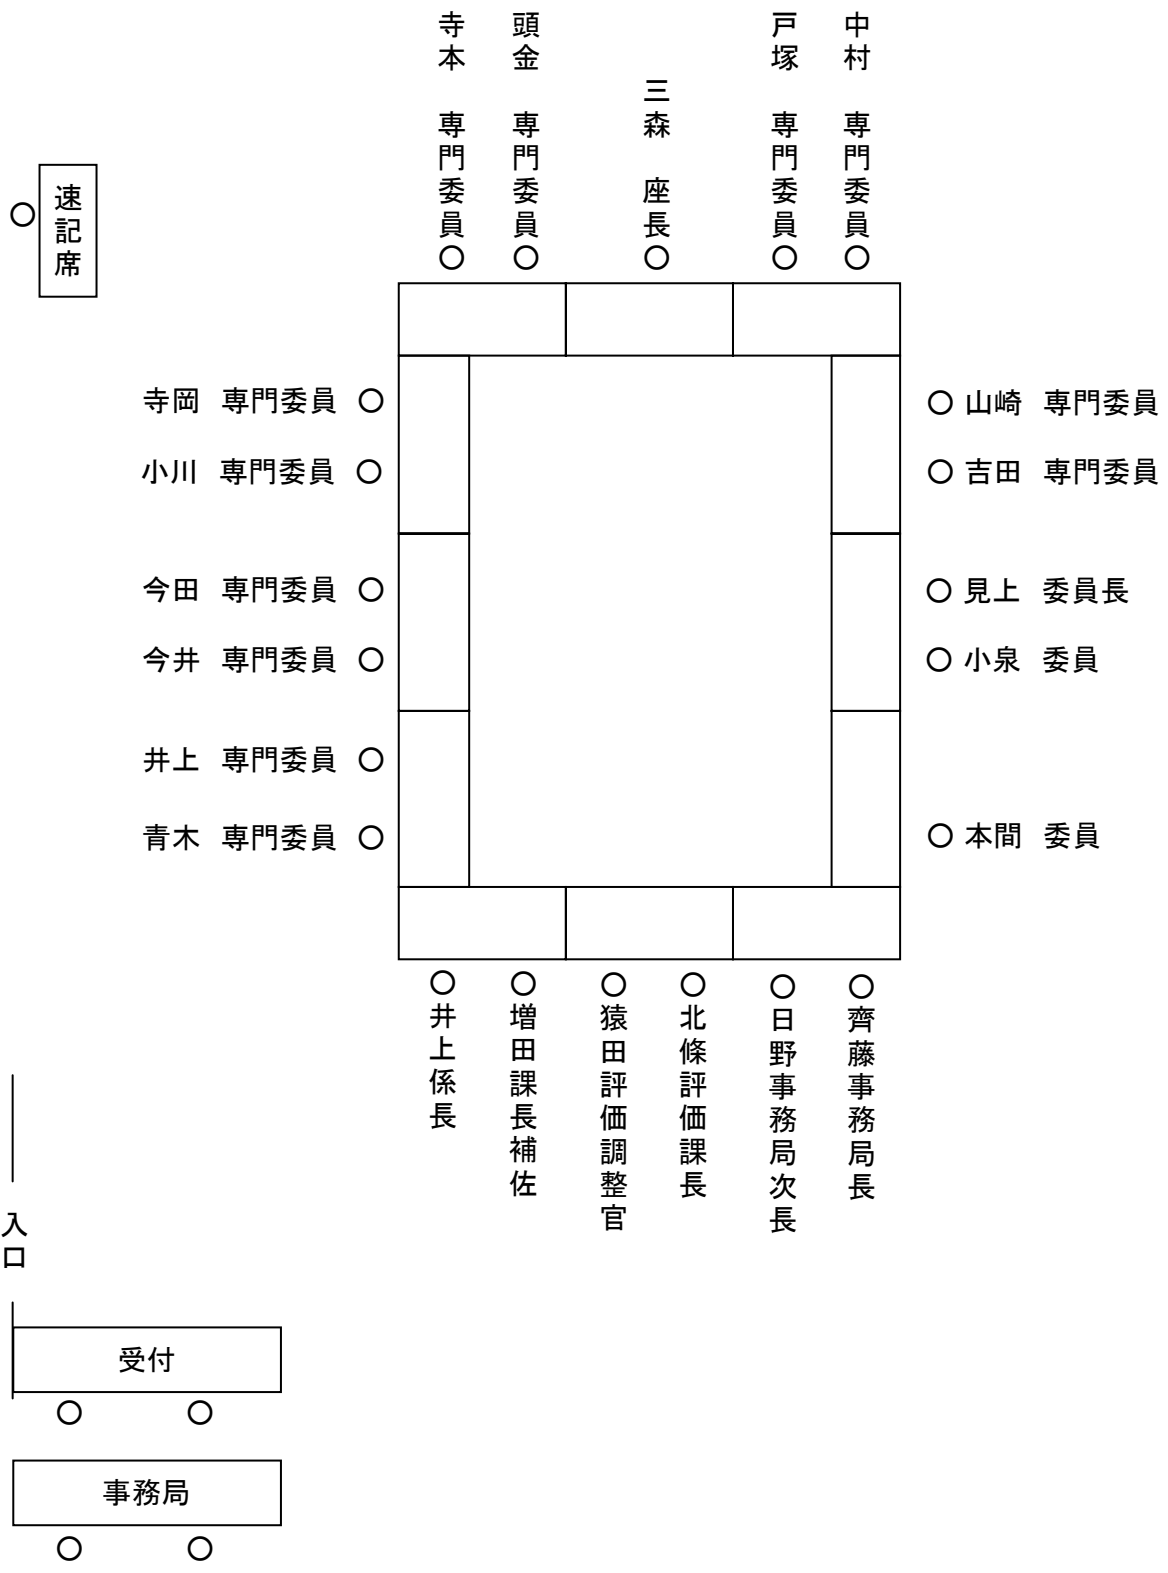 寺本 専門委員
頭金 専門委員
三森 座長
戸塚 専門委員
中村 専門委員
速記席
寺岡 専門委員
山崎 専門委員
小川 専門委員
吉田 専門委員
今田 専門委員
見上 委員長
今井 専門委員
小泉 委員
井上 専門委員
青木 専門委員
本間 委員
井上係長
増田課長補佐
猿田評価調整官
北條評価課長
日野事務局次長
齊藤事務局長
入口
受付
事務局